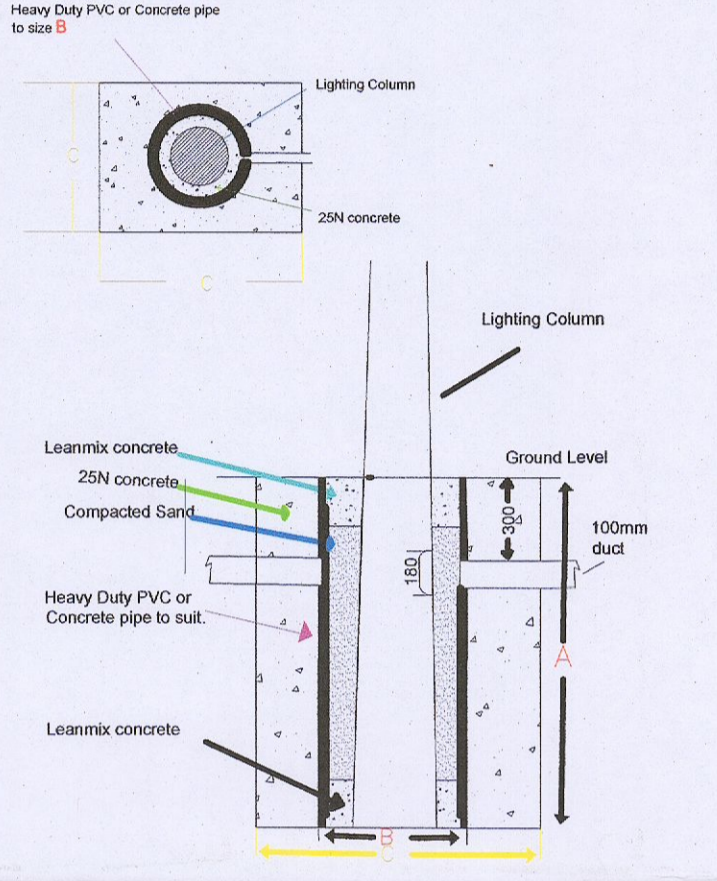 Heavy Duty PVC or Concrete pipe
to size B
Lighting Column
C
25N concrete
C
Lighting Column
Leanmix concrete
Ground Level
25N concrete
Compacted Sand
300
100mm
duct
180
Heavy Duty PVC or
Concrete pipe to suit.
A
Leanmix concrete
B
C